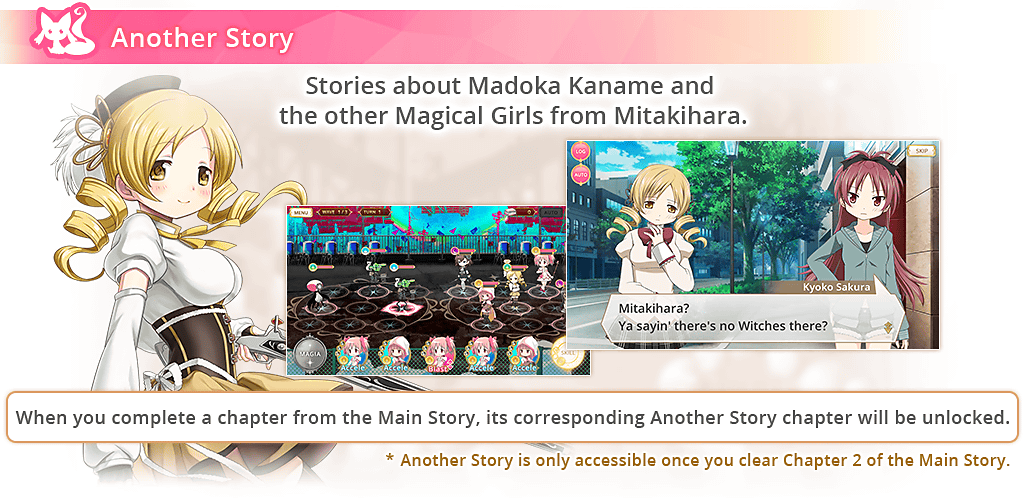 Another Story
Stories about Madoka Kaname and
the other Magical Girls from Mitakihara.
MENU
WAVE 1/3
TURN 1
0
AUTO
MAGIA
Accele
Accele
Blast
Accele
Accele
SKILL
LOG
AUTO
SKIP
Kyoko Sakura
Mitakihara?
Ya sayin' there's no Witches there?
When you complete a chapter from the Main Story, its corresponding Another Story chapter will be unlocked.
* Another Story is only accessible once you clear Chapter 2 of the Main Story.